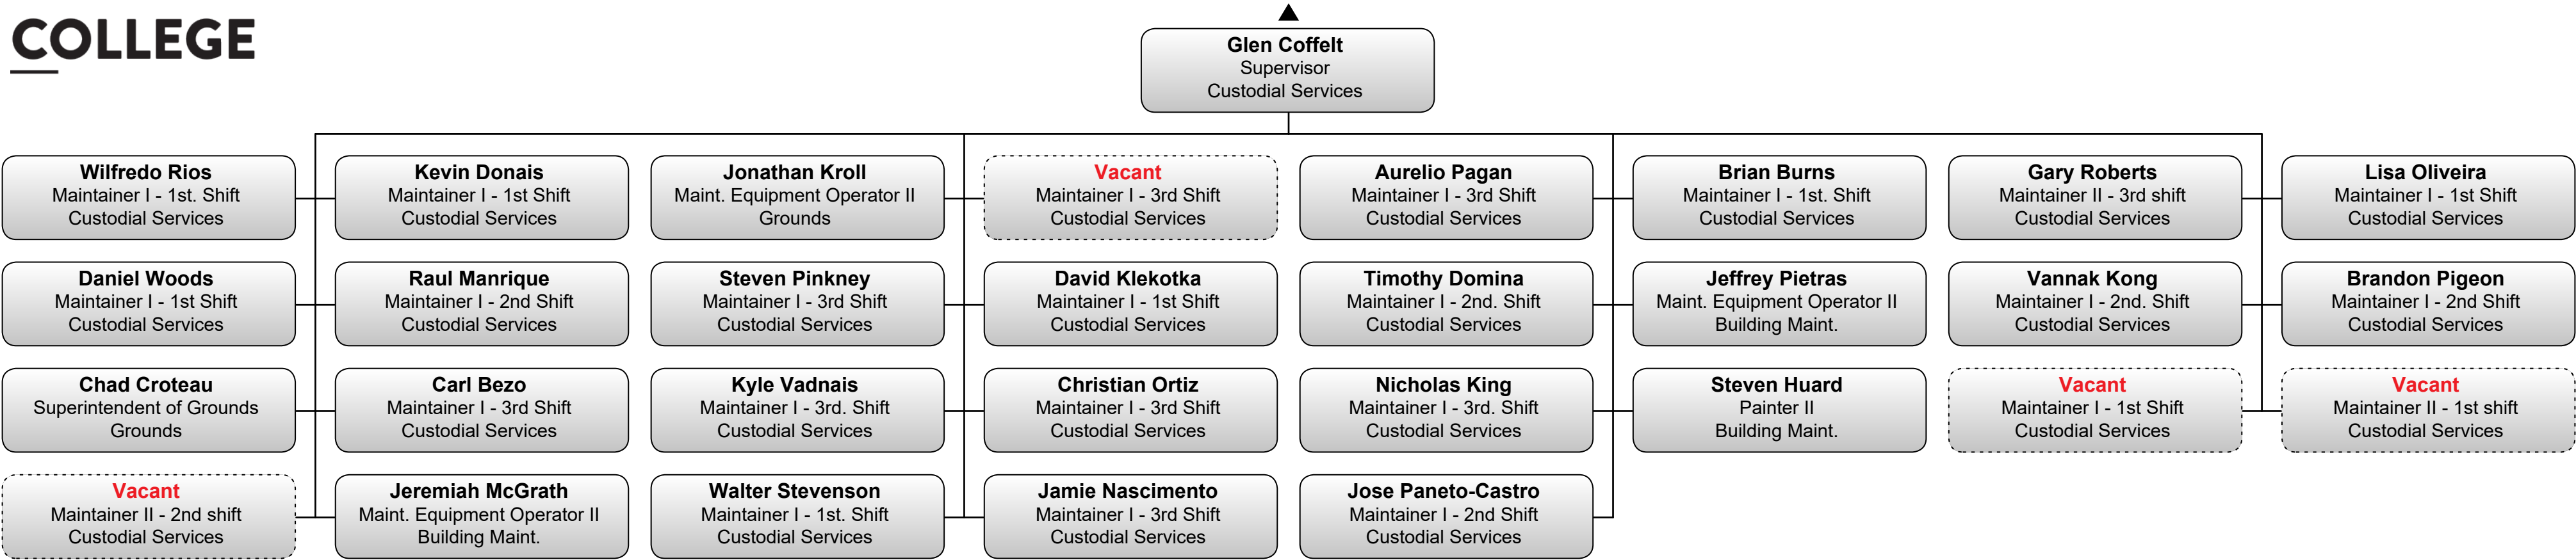 COLLEGE
Glen Coffelt
Supervisor
Custodial Services
Wilfredo Rios
Maintainer I - 1st. Shift
Custodial Services
Kevin Donais
Maintainer I - 1st Shift
Custodial Services
Jonathan Kroll
Maint. Equipment Operator II
Grounds
Vacant
Maintainer I - 3rd Shift
Custodial Services
Aurelio Pagan
Maintainer I - 3rd Shift
Custodial Services
Brian Burns
Maintainer I - 1st. Shift
Custodial Services
Gary Roberts
Maintainer II - 3rd shift
Custodial Services
Lisa Oliveira
Maintainer I - 1st Shift
Custodial Services
Daniel Woods
Maintainer I - 1st Shift
Custodial Services
Raul Manrique
Maintainer I - 2nd Shift
Custodial Services
Steven Pinkney
Maintainer I - 3rd Shift
Custodial Services
David Klekotka
Maintainer I - 1st Shift
Custodial Services
Timothy Domina
Maintainer I - 2nd. Shift
Custodial Services
Jeffrey Pietras
Maint. Equipment Operator II
Building Maint.
Vannak Kong
Maintainer I - 2nd. Shift
Custodial Services
Brandon Pigeon
Maintainer I - 2nd Shift
Custodial Services
Chad Croteau
Superintendent of Grounds
Grounds
Carl Bezo
Maintainer I - 3rd Shift
Custodial Services
Kyle Vadnais
Maintainer I - 3rd. Shift
Custodial Services
Christian Ortiz
Maintainer I - 3rd Shift
Custodial Services
Nicholas King
Maintainer I - 3rd. Shift
Custodial Services
Steven Huard
Painter II
Building Maint.
Vacant
Maintainer I - 1st Shift
Custodial Services
Vacant
Maintainer II - 1st shift
Custodial Services
Vacant
Maintainer II - 2nd shift
Custodial Services
Jeremiah McGrath
Maint. Equipment Operator II
Building Maint.
Walter Stevenson
Maintainer I - 1st. Shift
Custodial Services
Jamie Nascimento
Maintainer I - 3rd Shift
Custodial Services
Jose Paneto-Castro
Maintainer I - 2nd Shift
Custodial Services